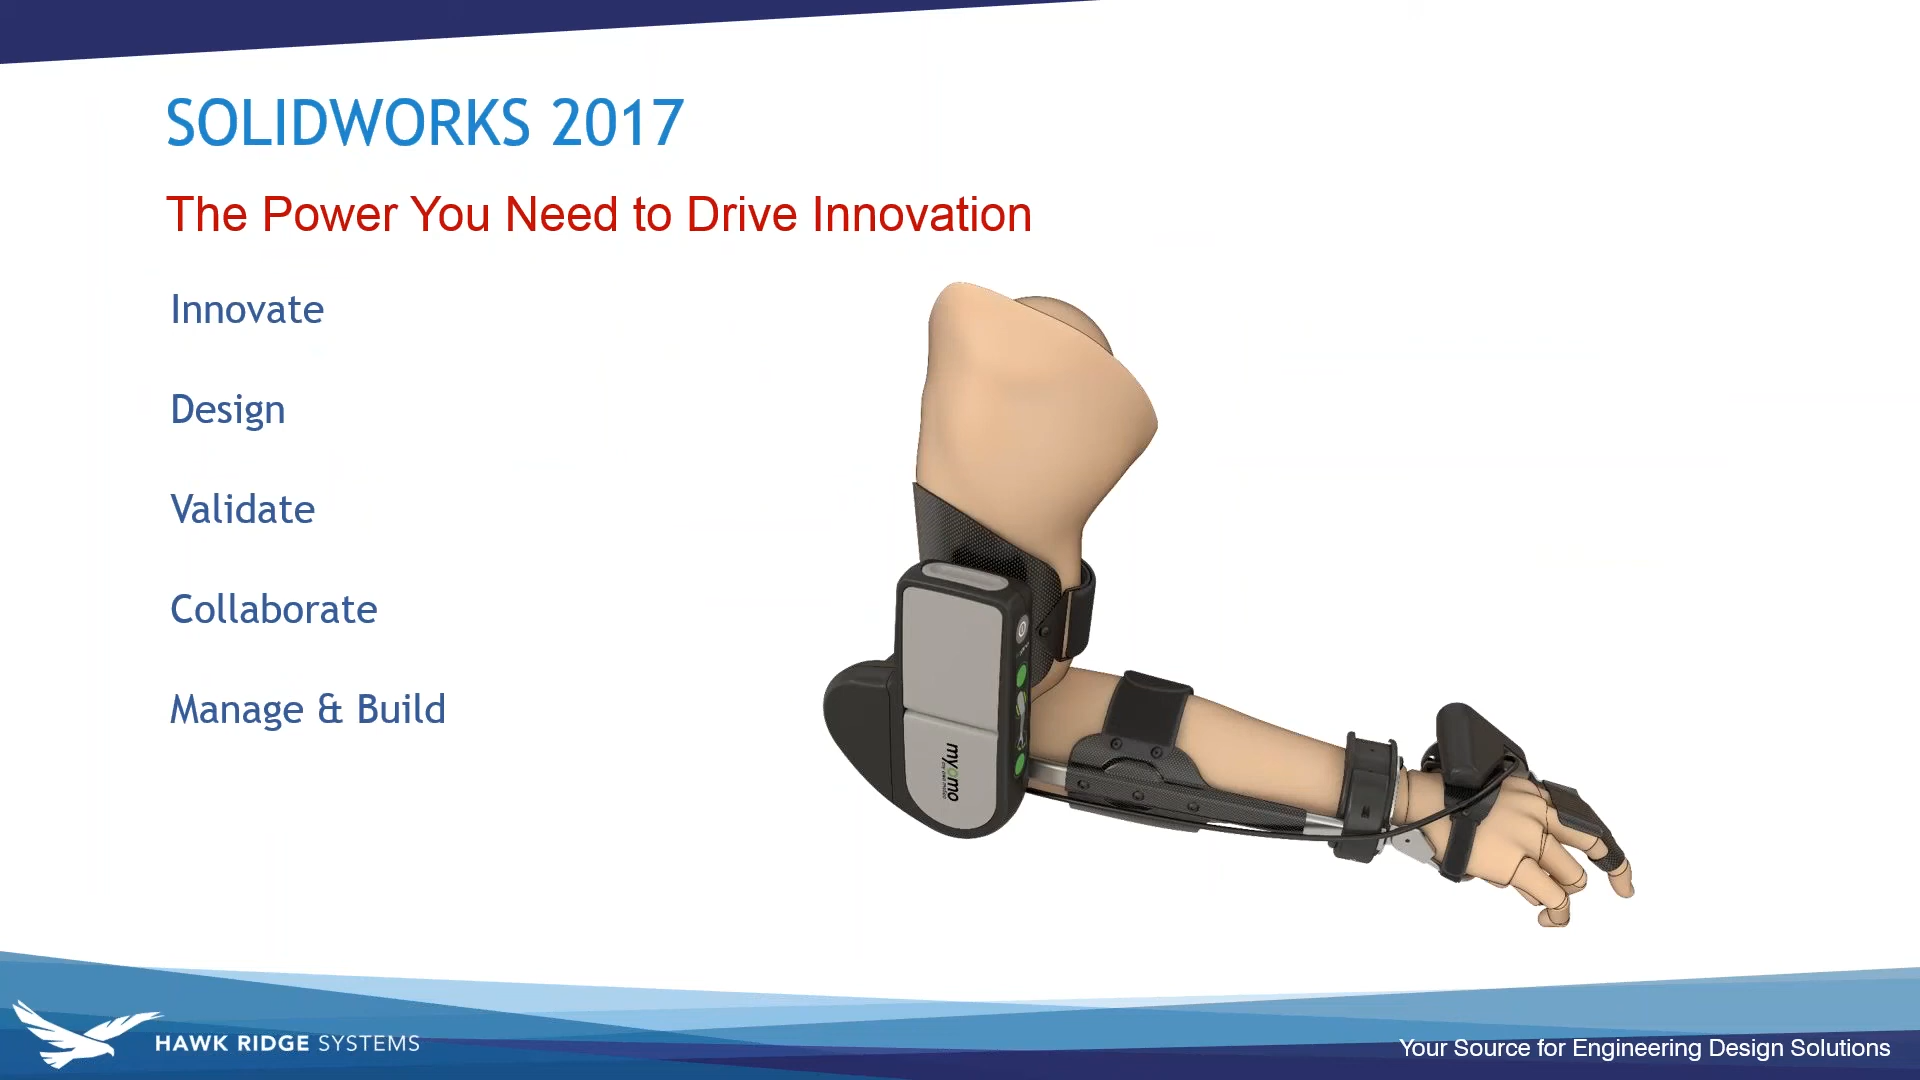 SOLIDWORKS 2017
The Power You Need to Drive Innovation
Innovate
Design
Validate
Collaborate
Manage & Build
myomo
HAWK RIDGE SYSTEMS
Your Source for Engineering Design Solutions